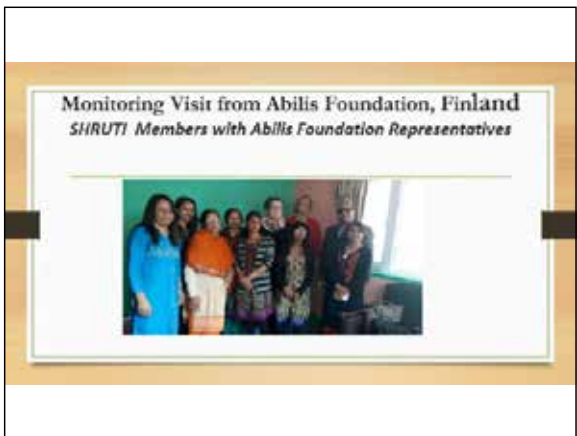 Monitoring Visit from Abilis Foundation, Finland
SHRUTI Members with Abilis Foundation Representatives